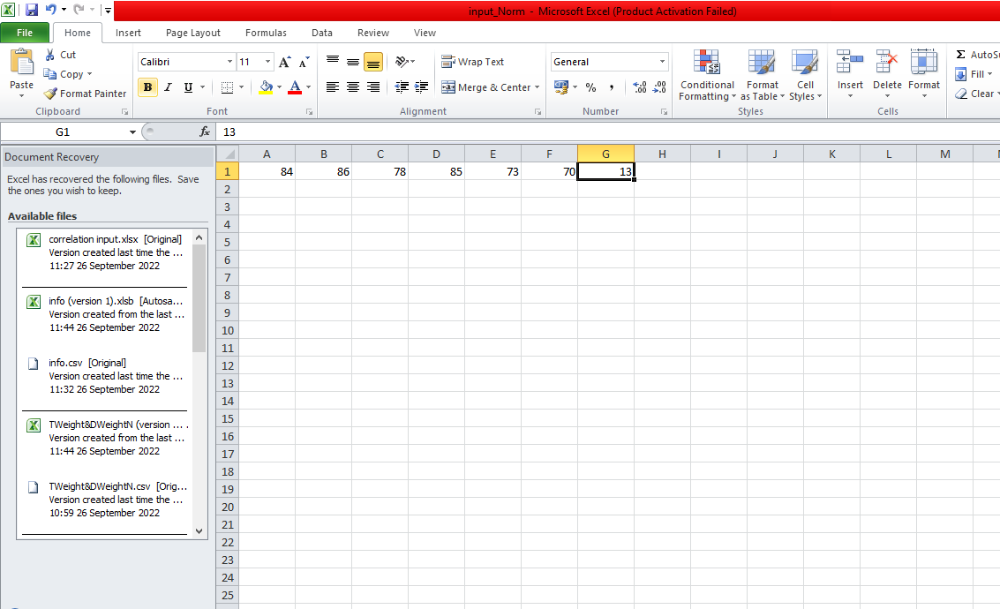 input_Norm - Microsoft Excel (Product Activation Failed)
File Home Insert Page Layout Formulas Data Review View
Paste
Cut
Copy
Format Painter
Clipboard
Calibri 11 A A
B I U A
Font
Wrap Text
Merge & Center
Alignment
General
% , .00 .00
Number
Conditional Formatting
Format as Table
Cell Styles
Styles
Insert Delete Format
Cells
Σ AutoS
Fill
Clear
G1 fx 13
Document Recovery
Excel has recovered the following files. Save
the ones you wish to keep.
Available files
correlation input.xlsx [Original]
Version created last time the ...
11:27 26 September 2022
info (version 1).xlsb [Autosa...
Version created from the last ...
11:44 26 September 2022
info.csv [Original]
Version created last time the ...
11:32 26 September 2022
TWeight&DWeightN (version ... .
Version created from the last ...
11:44 26 September 2022
TWeight&DWeightN.csv [Orig...
Version created last time the ...
10:59 26 September 2022
A B C D E F G H I J K L M
1 84 86 78 85 73 70 13
2
3
4
5
6
7
8
9
10
11
12
13
14
15
16
17
18
19
20
21
22
23
24
25